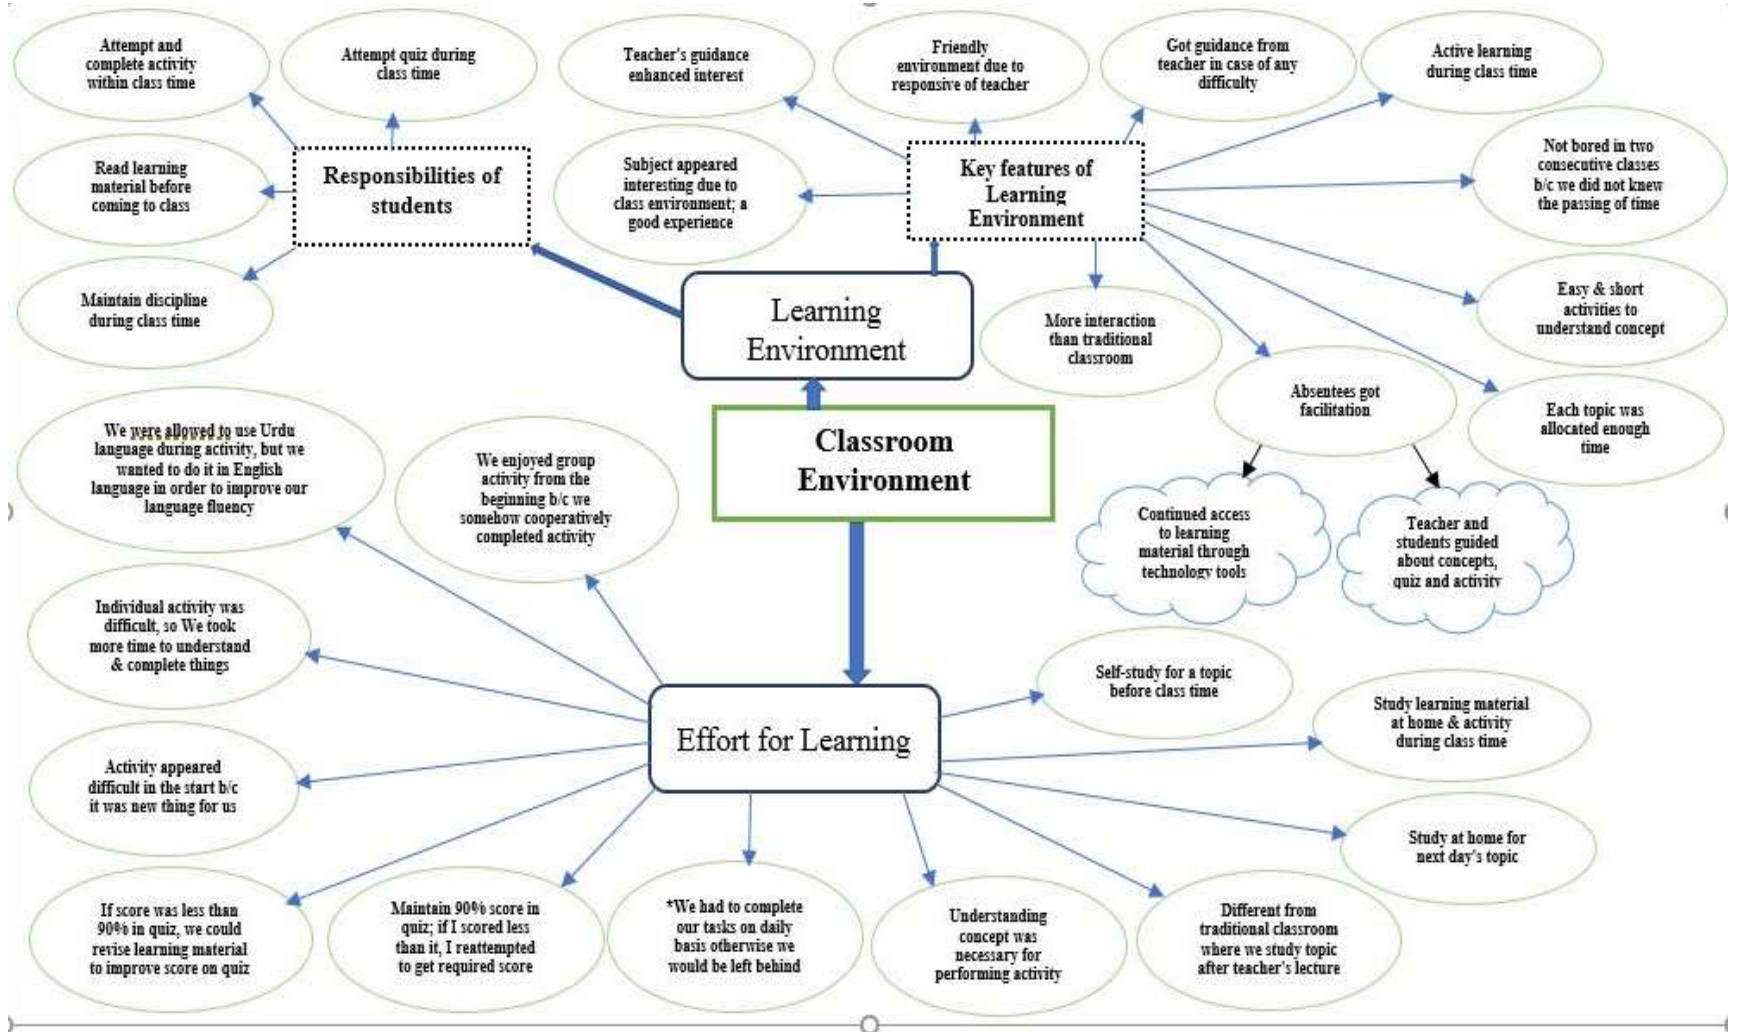 Attempt and
complete activity
within class time
Attempt quiz during
class time
Teacher's guidance
enhanced interest
Friendly
environment due to
responsive of teacher
Got guidance from
teacher in case of any
difficulty
Active learning
during class time
Read learning
material before
coming to class
Responsibilities of
students
Subject appeared
interesting due to
class environment; a
good experience
Key features of
Learning
Environment
Not bored in two
consecutive classes
b/c we did not knew
the passing of time
Maintain discipline
during class time
Learning
Environment
More interaction
than traditional
classroom
Easy & short
activities to
understand concept
Absentees got
facilitation
Each topic was
allocated enough
time
Classroom
Environment
We were allowed to use Urdu
language during activity, but we
wanted to do it in English
language in order to improve our
language fluency
We enjoyed group
activity from the
beginning b/c we
somehow cooperatively
completed activity
Continued access
to learning
material through
technology tools
Teacher and
students guided
about concepts,
quiz and activity
Individual activity was
difficult, so We took
more time to understand
& complete things
Self-study for a topic
before class time
Effort for Learning
Study learning material
at home & activity
during class time
Activity appeared
difficult in the start b/c
it was new thing for us
Study at home for
next day's topic
If score was less than
90% in quiz, we could
revise learning material
to improve score on quiz
Maintain 90% score in
quiz; if I scored less
than it, I reattempted
to get required score
*We had to complete
our tasks on daily
basis otherwise we
would be left behind
Understanding
concept was
necessary for
performing activity
Different from
traditional classroom
where we study topic
after teacher's lecture